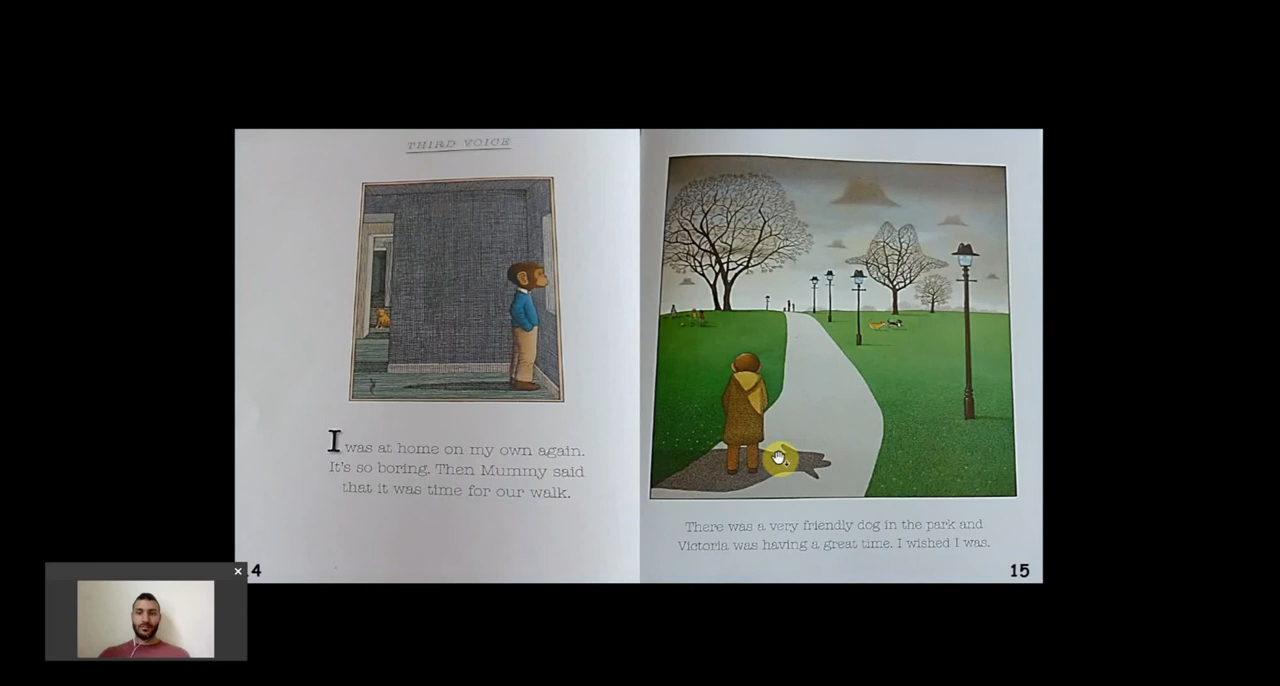 THIRD VOICE
I was at home on my own again.
It's so boring. Then Mummy said
that it was time for our walk.
There was a very friendly dog in the park and
Victoria was having a great time. I wished I was.
4
15